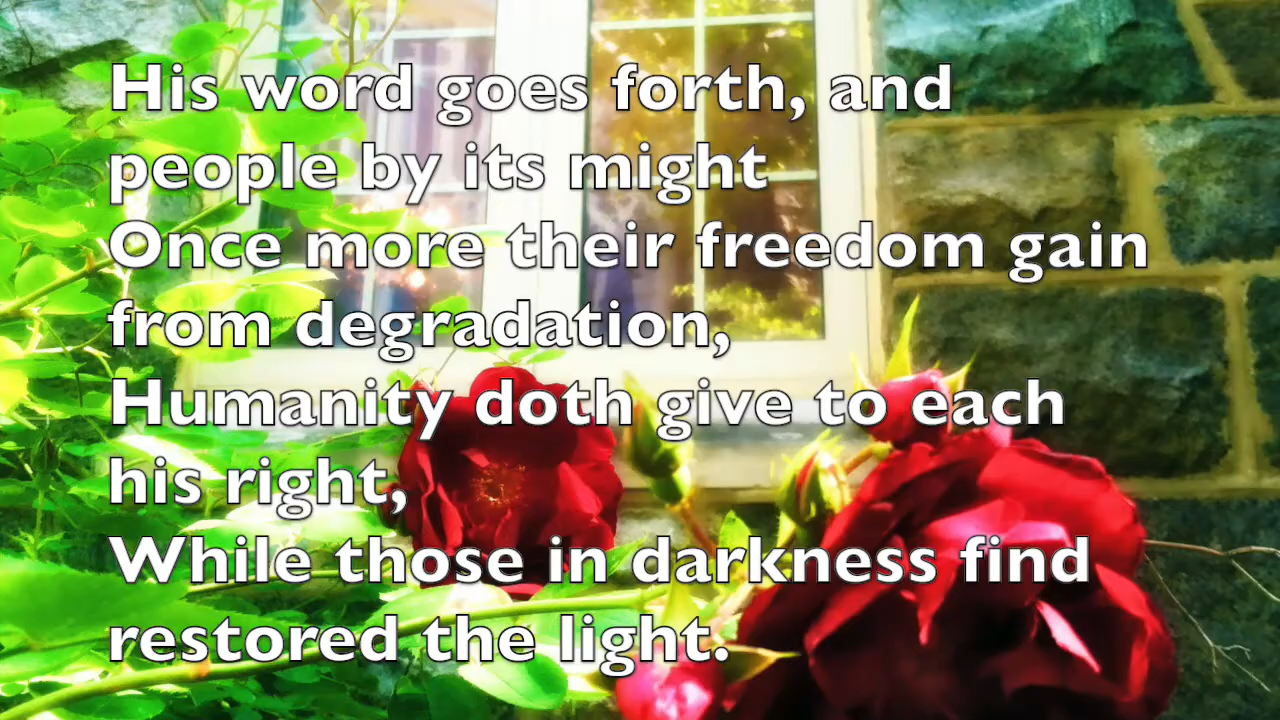 His word goes forth, and
people by its might
Once more their freedom gain
from degradation,
Humanity doth give to each
his right,
While those in darkness find
restored the light.